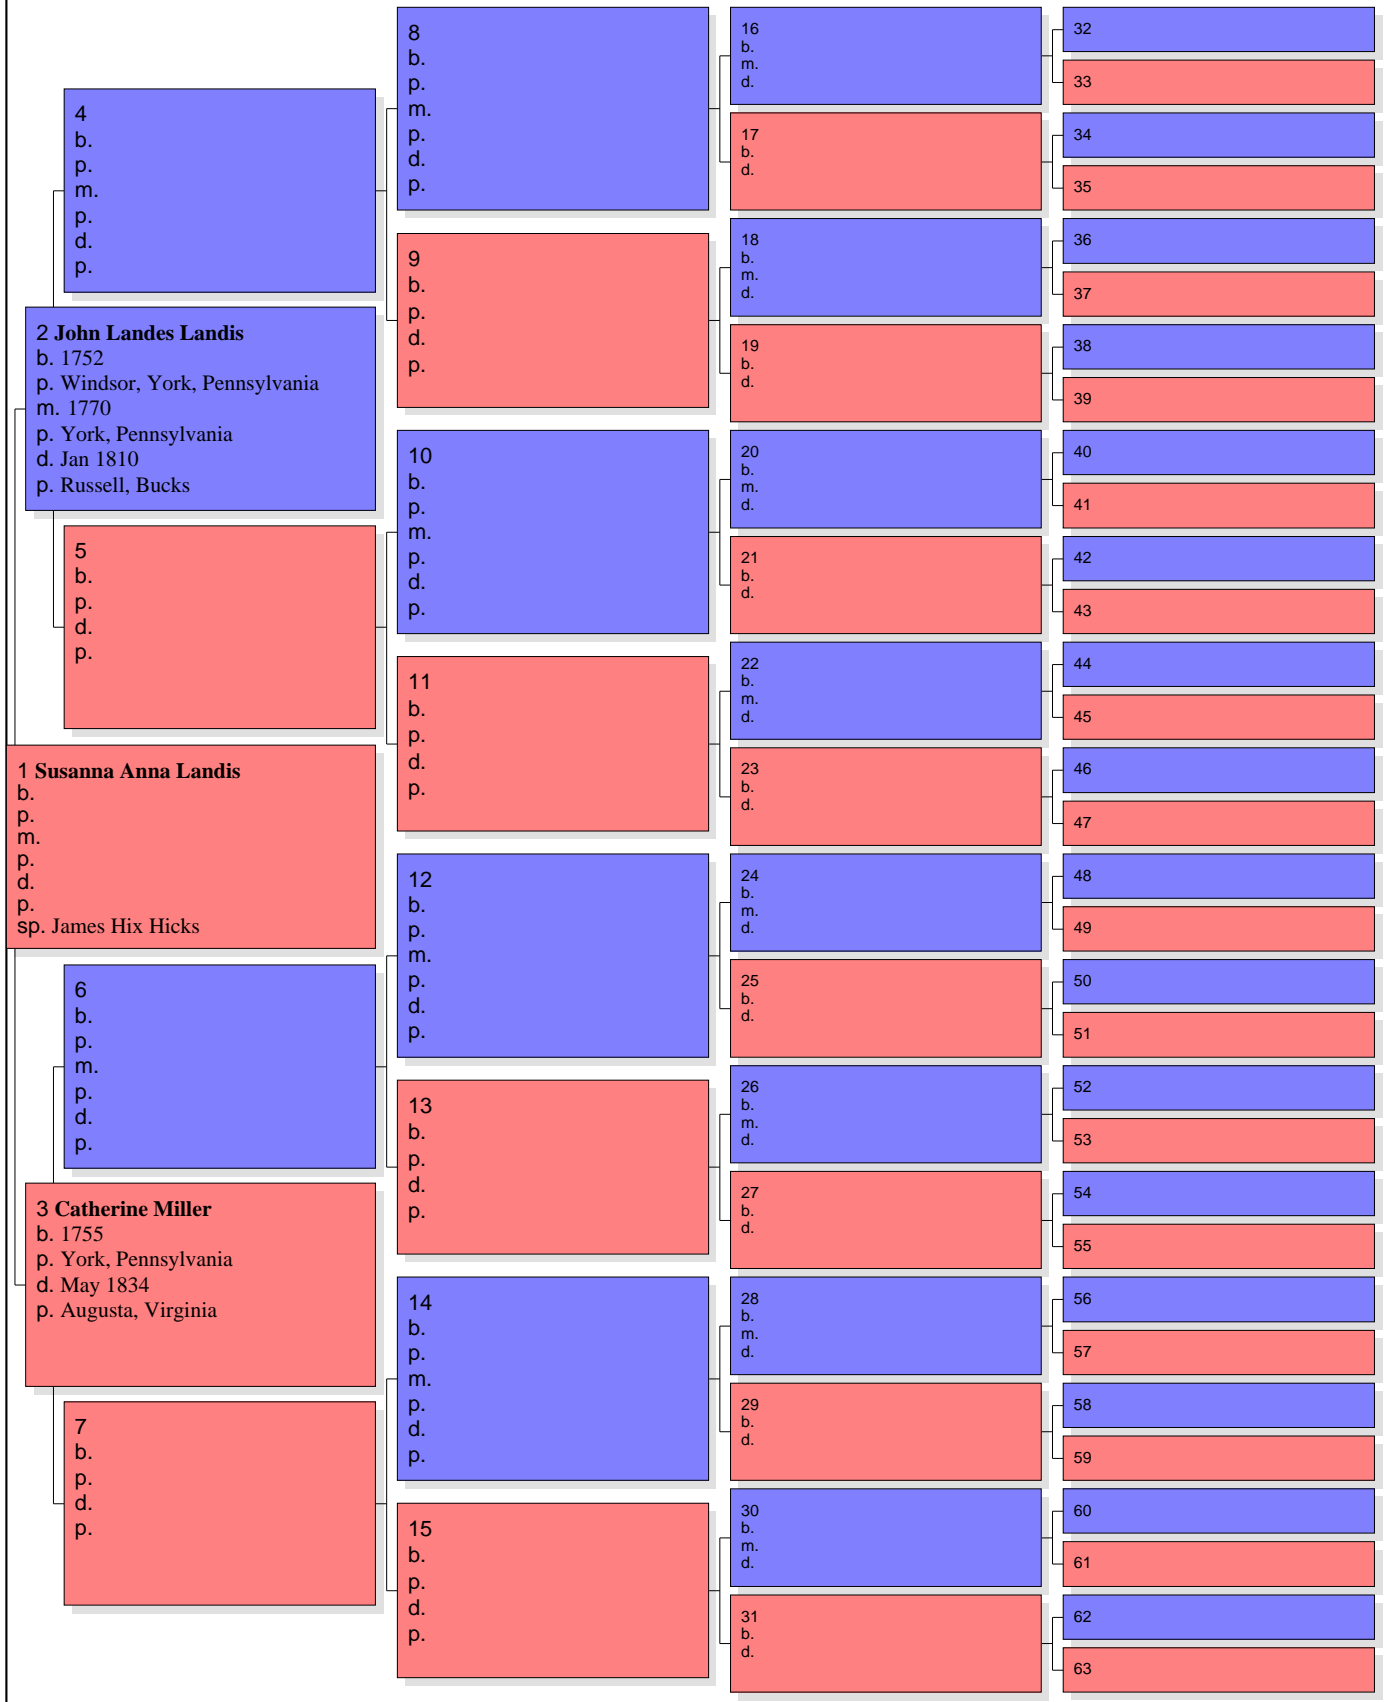 1 Susanna Anna Landis
b.
p.
m.
p.
d.
p.
sp. James Hix Hicks
2 John Landes Landis
b. 1752
p. Windsor, York, Pennsylvania
m. 1770
p. York, Pennsylvania
d. Jan 1810
p. Russell, Bucks
3 Catherine Miller
b. 1755
p. York, Pennsylvania
d. May 1834
p. Augusta, Virginia
4
b.
p.
m.
p.
d.
p.
5
b.
p.
d.
p.
6
b.
p.
m.
p.
d.
p.
7
b.
p.
d.
p.
8
b.
p.
m.
p.
d.
p.
9
b.
p.
d.
p.
10
b.
p.
m.
p.
d.
p.
11
b.
p.
d.
p.
12
b.
p.
m.
p.
d.
p.
13
b.
p.
d.
p.
14
b.
p.
m.
p.
d.
p.
15
b.
p.
d.
p.
16
b.
m.
d.
17
b.
d.
18
b.
m.
d.
19
b.
d.
20
b.
m.
d.
21
b.
d.
22
b.
m.
d.
23
b.
d.
24
b.
m.
d.
25
b.
d.
26
b.
m.
d.
27
b.
d.
28
b.
m.
d.
29
b.
d.
30
b.
m.
d.
31
b.
d.
32
33
34
35
36
37
38
39
40
41
42
43
44
45
46
47
48
49
50
51
52
53
54
55
56
57
58
59
60
61
62
63